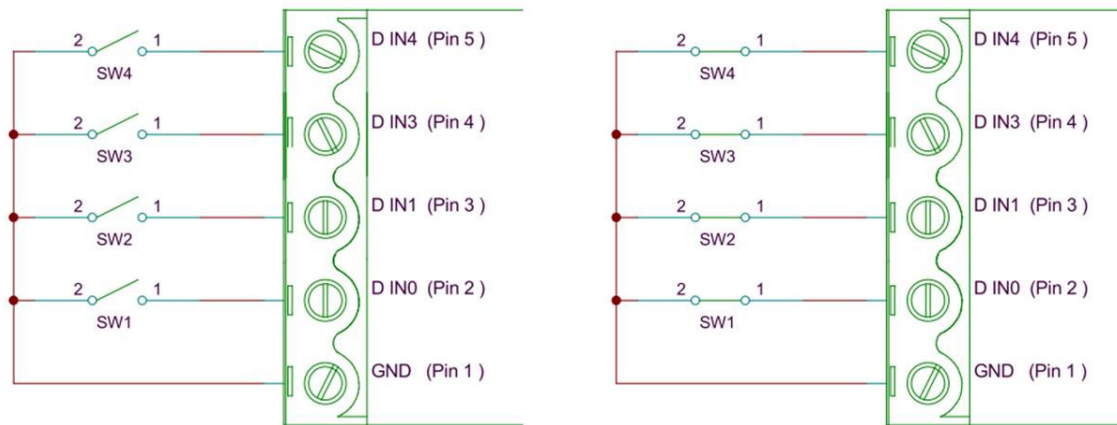 2 1 D IN4 (Pin 5 )
SW4
2 1 D IN3 (Pin 4 )
SW3
2 1 D IN1 (Pin 3 )
SW2
2 1 D IN0 (Pin 2 )
SW1
GND (Pin 1 )
2 1 D IN4 (Pin 5 )
SW4
2 1 D IN3 (Pin 4 )
SW3
2 1 D IN1 (Pin 3 )
SW2
2 1 D IN0 (Pin 2 )
SW1
GND (Pin 1 )